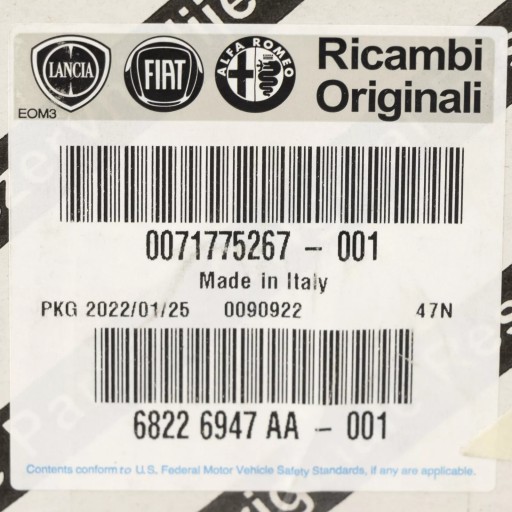 LANCIA
FIAT
ALFA ROMEO
Ricambi
Originali
EOM3
0071775267 - 001
Made in Italy
PKG 2022/01/25 0090922 47N
6822 6947 AA - 001
Contents conform to U.S. Federal Motor Vehicle Safety Standards, if any are applicable.